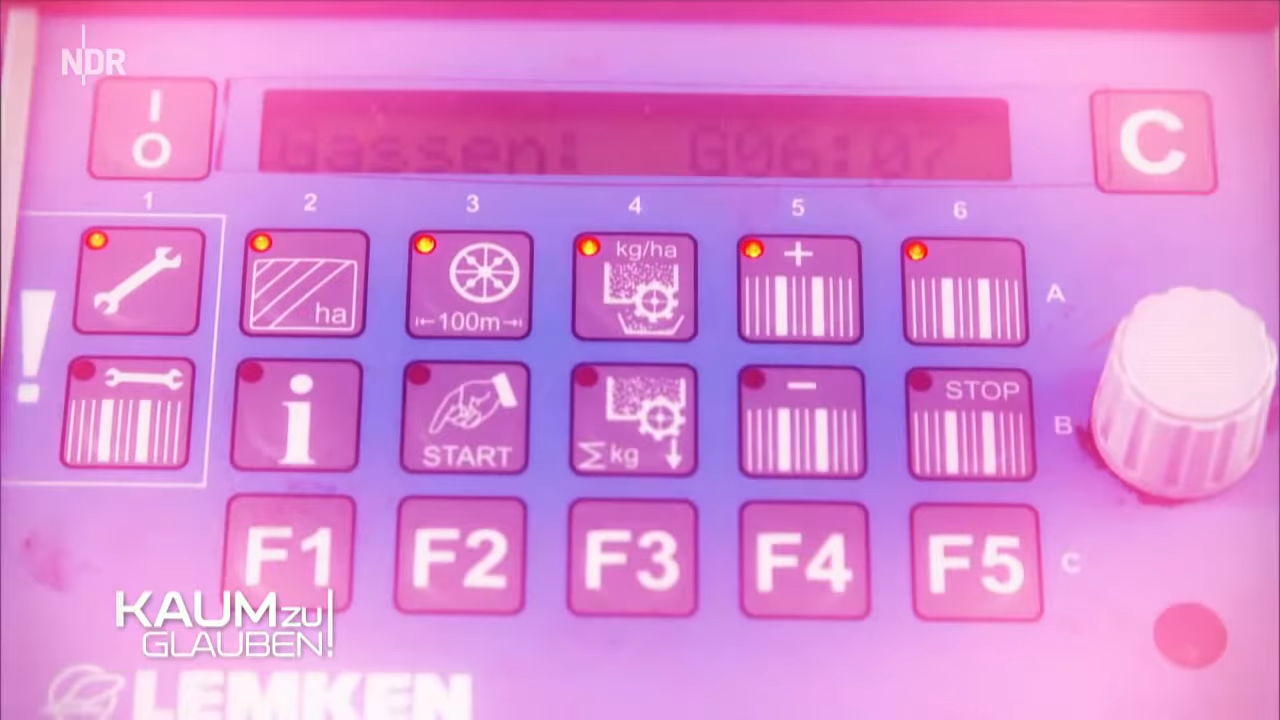 NDR
I
O
Gassen: G06:07
C
1 2 3 4 5 6
ha
100m
kg/ha
+
A
!
i
START
Σ kg
−
STOP
B
F1 F2 F3 F4 F5
C
KAUM ZU
GLAUBEN!
LEMKEN